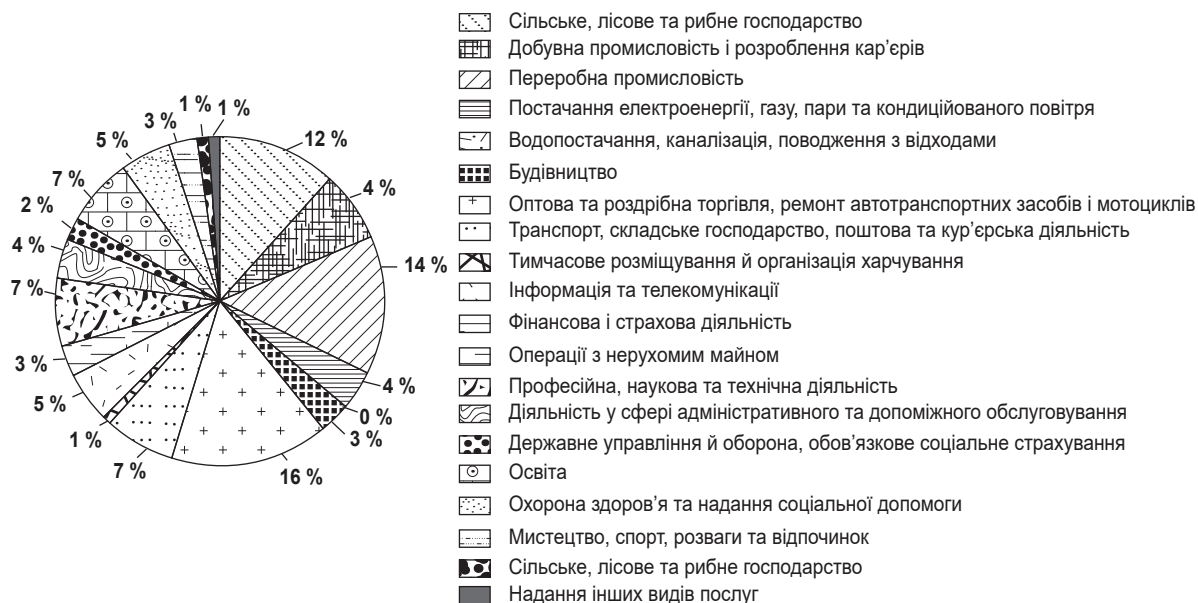 Сільське, лісове та рибне господарство
Добувна промисловість і розроблення кар’єрів
Переробна промисловість
Постачання електроенергії, газу, пари та кондиційованого повітря
Водопостачання, каналізація, поводження з відходами
Будівництво
Оптова та роздрібна торгівля, ремонт автотранспортних засобів і мотоциклів
Транспорт, складське господарство, поштова та кур’єрська діяльність
Тимчасове розміщування й організація харчування
Інформація та телекомунікації
Фінансова і страхова діяльність
Операції з нерухомим майном
Професійна, наукова та технічна діяльність
Діяльність у сфері адміністративного та допоміжного обслуговування
Державне управління й оборона, обов’язкове соціальне страхування
Освіта
Охорона здоров’я та надання соціальної допомоги
Мистецтво, спорт, розваги та відпочинок
Сільське, лісове та рибне господарство
Надання інших видів послуг
12 %
4 %
14 %
4 %
0 %
3 %
16 %
7 %
1 %
5 %
3 %
7 %
4 %
2 %
7 %
5 %
3 %
1 %
1 %